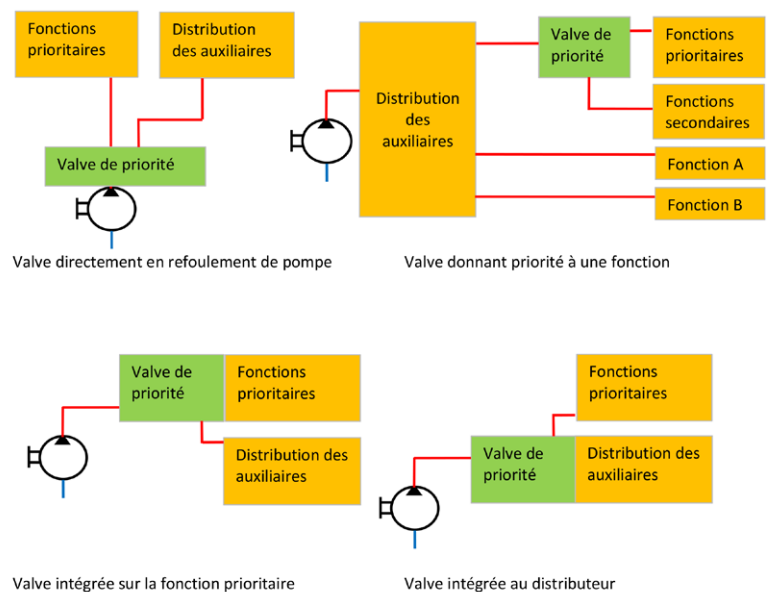 Fonctions
prioritaires
Distribution
des auxiliaires
Valve de priorité
Valve directement en refoulement de pompe
Distribution
des
auxiliaires
Valve de
priorité
Fonctions
prioritaires
Fonctions
secondaires
Fonction A
Fonction B
Valve donnant priorité à une fonction
Valve de
priorité
Fonctions
prioritaires
Distribution des
auxiliaires
Valve intégrée sur la fonction prioritaire
Fonctions
prioritaires
Valve de
priorité
Distribution des
auxiliaires
Valve intégrée au distributeur